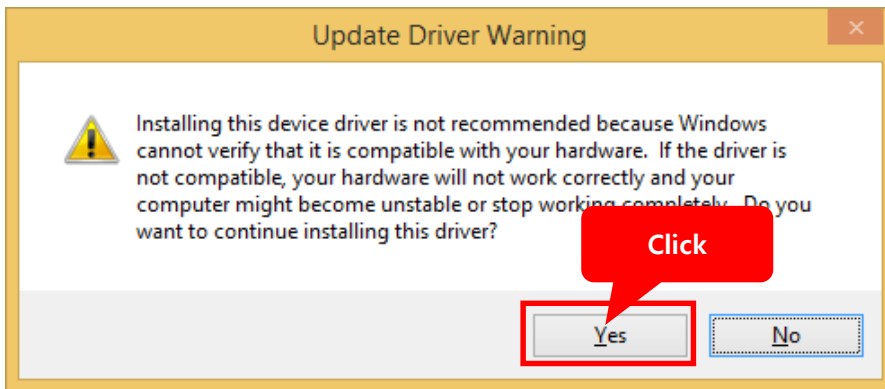 Update Driver Warning
Installing this device driver is not recommended because Windows
cannot verify that it is compatible with your hardware.  If the driver is
not compatible, your hardware will not work correctly and your
computer might become unstable or stop working completely.  Do you
want to continue installing this driver?
Click
Yes
No